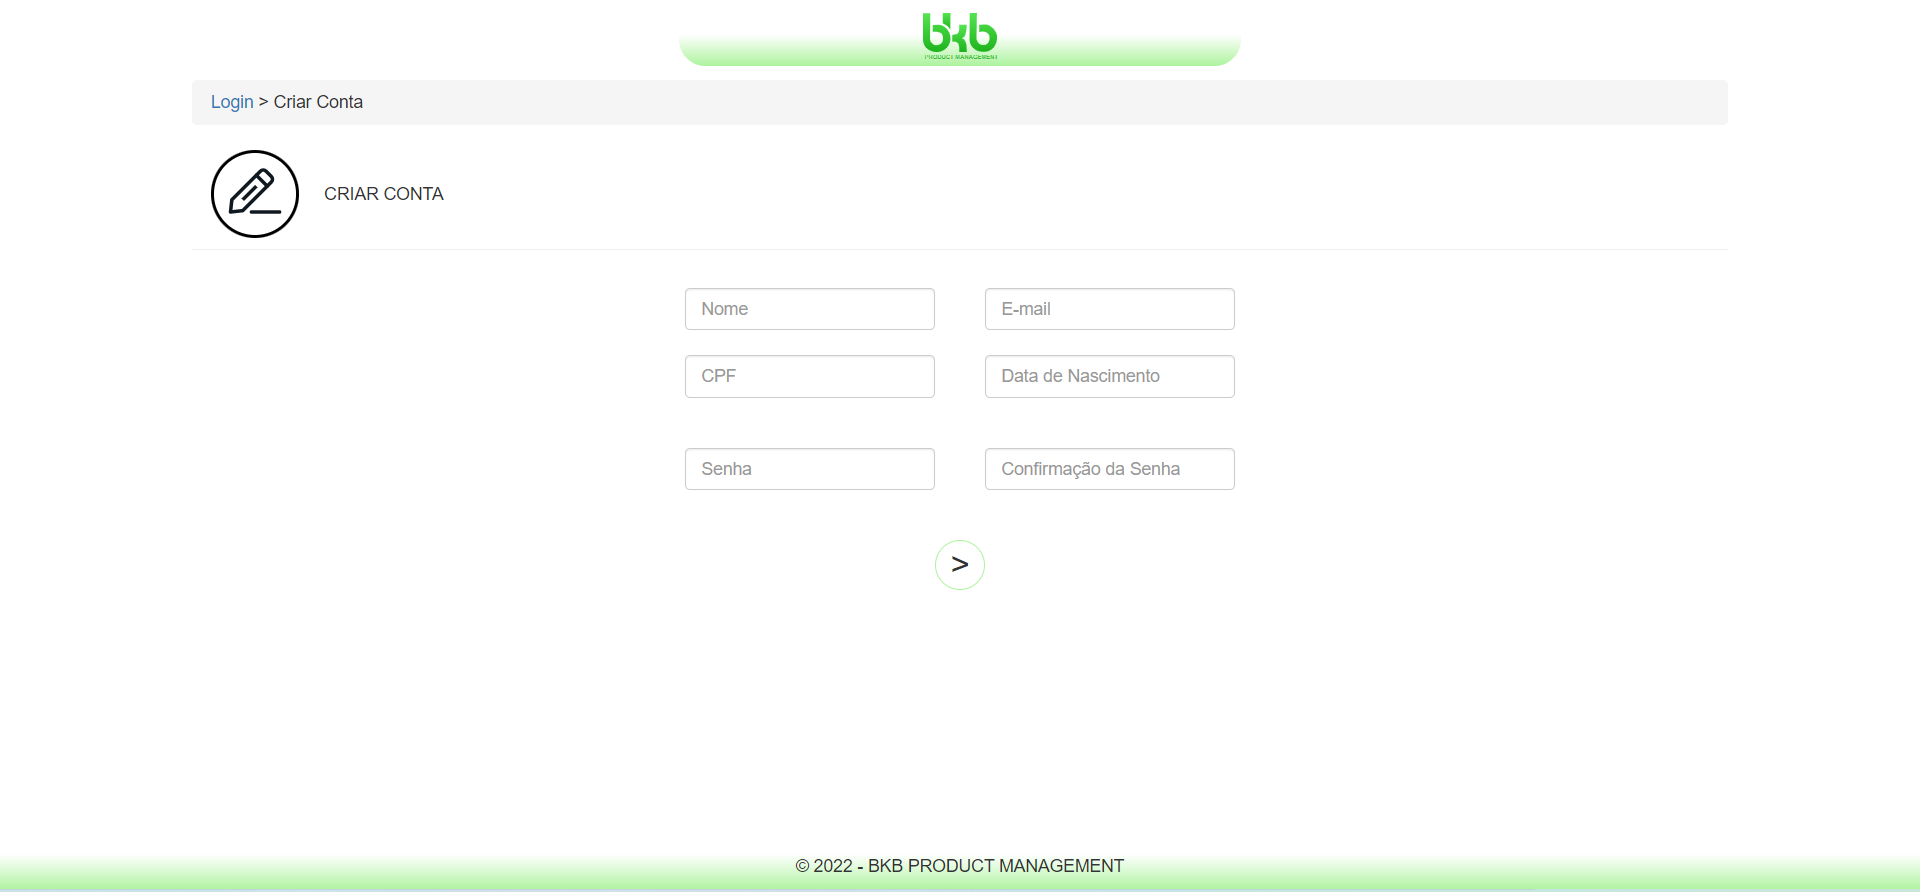 bkb
PRODUCT MANAGEMENT
Login > Criar Conta
CRIAR CONTA
Nome
E-mail
CPF
Data de Nascimento
Senha
Confirmação da Senha
>
© 2022 - BKB PRODUCT MANAGEMENT